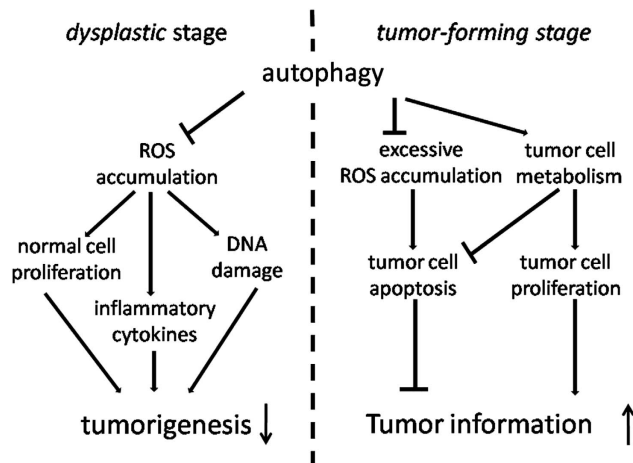 dysplastic stage
tumor-forming stage
autophagy
ROS
accumulation
excessive
ROS accumulation
tumor cell
metabolism
normal cell
proliferation
DNA
damage
inflammatory
cytokines
tumor cell
apoptosis
tumor cell
proliferation
tumorigenesis
Tumor information